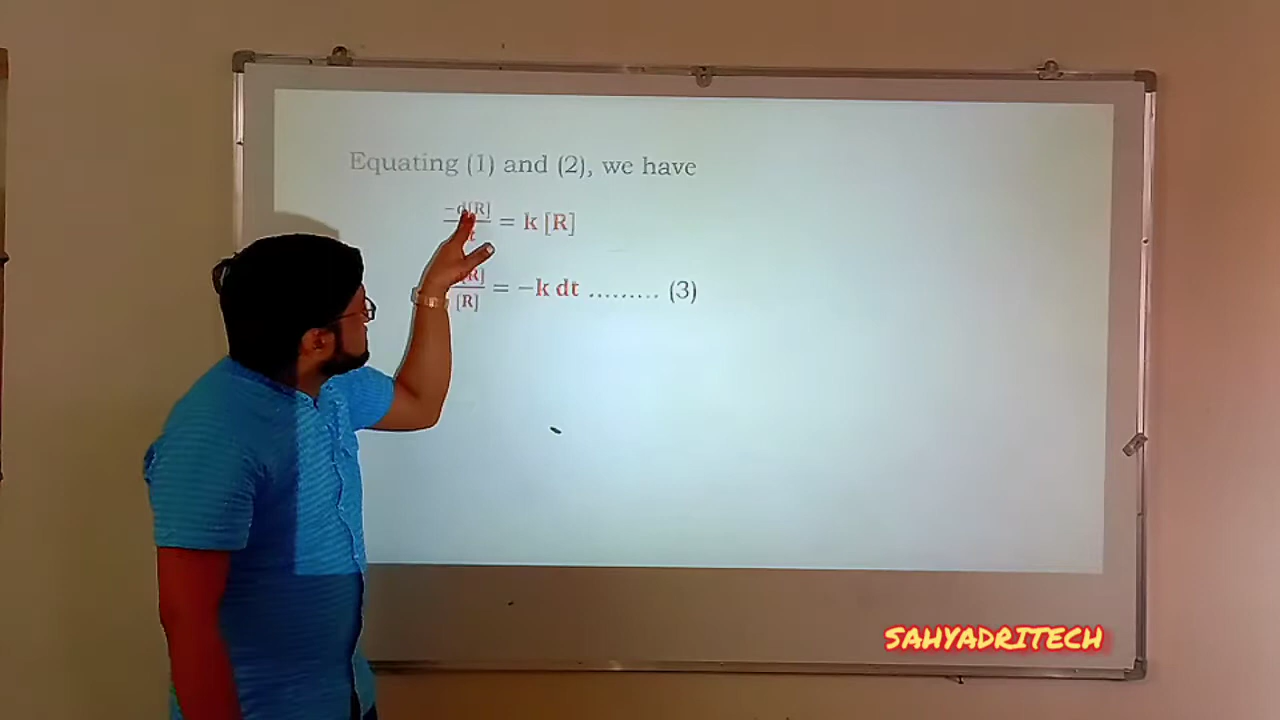 Equating (1) and (2), we have
−d[R]/t = k [R]
[R]/[R] = −k dt ......... (3)
SAHYADRITECH